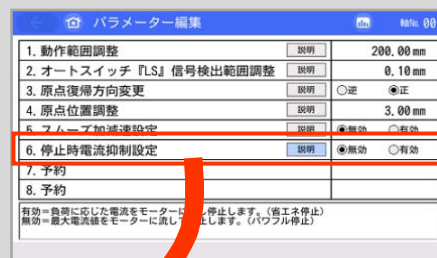 パラメーター編集 軸No. 00
1. 動作範囲調整 説明 200.00 mm
2. オートスイッチ『LS』信号検出範囲調整 説明 0.10 mm
3. 原点復帰方向変更 説明 ○逆 ◉正
4. 原点位置調整 説明 3.00 mm
5. スムーズ加減速設定 説明 ◉無効 ○有効
6. 停止時電流抑制設定 説明 ◉無効 ○有効
7. 予約
8. 予約
有効=負荷に応じた電流をモーターに し停止します。(省エネ停止)
無効=最大電流値をモーターに流して 止します。(パワフル停止)